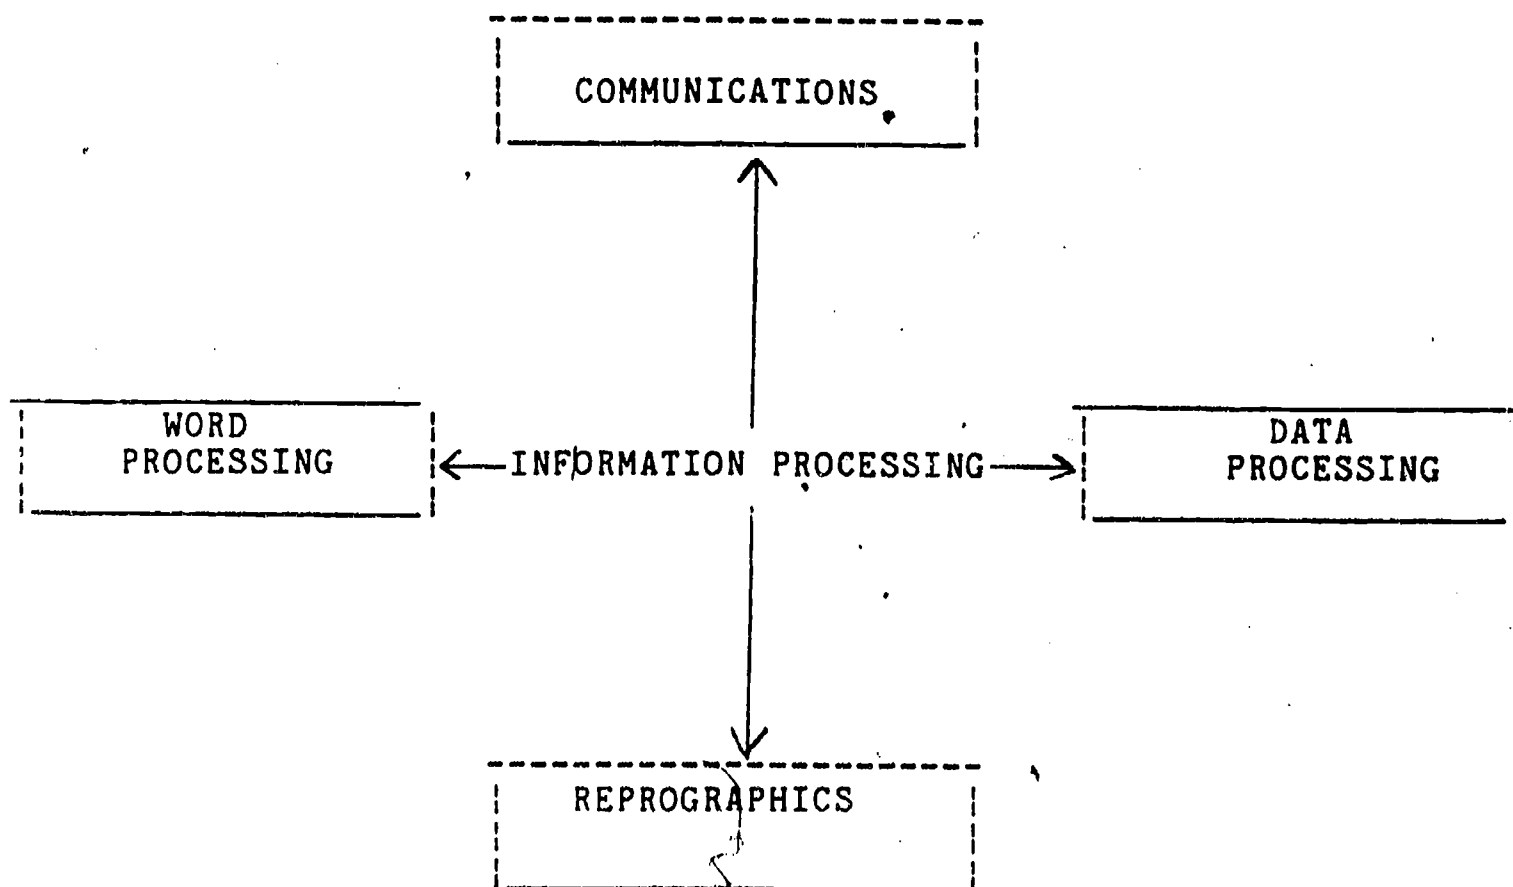 COMMUNICATIONS
WORD
PROCESSING
INFORMATION PROCESSING
DATA
PROCESSING
REPROGRAPHICS